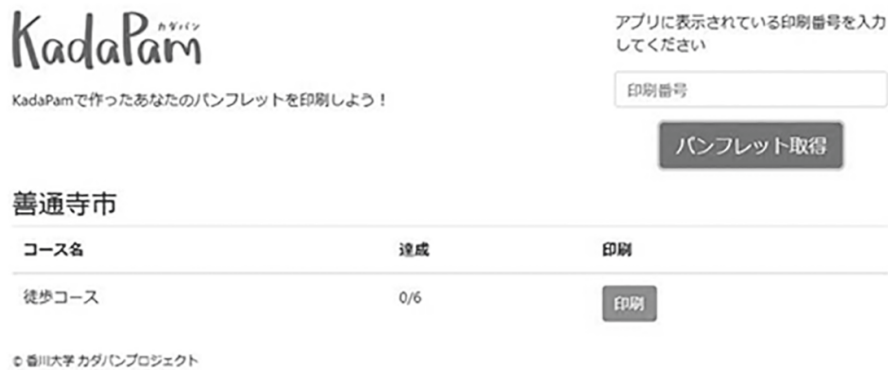 KadaPam
カダパン
KadaPamで作ったあなたのパンフレットを印刷しよう！
アプリに表示されている印刷番号を入力
してください
印刷番号
パンフレット取得
善通寺市
コース名 達成 印刷
徒歩コース 0/6 印刷
© 香川大学 カダパンプロジェクト